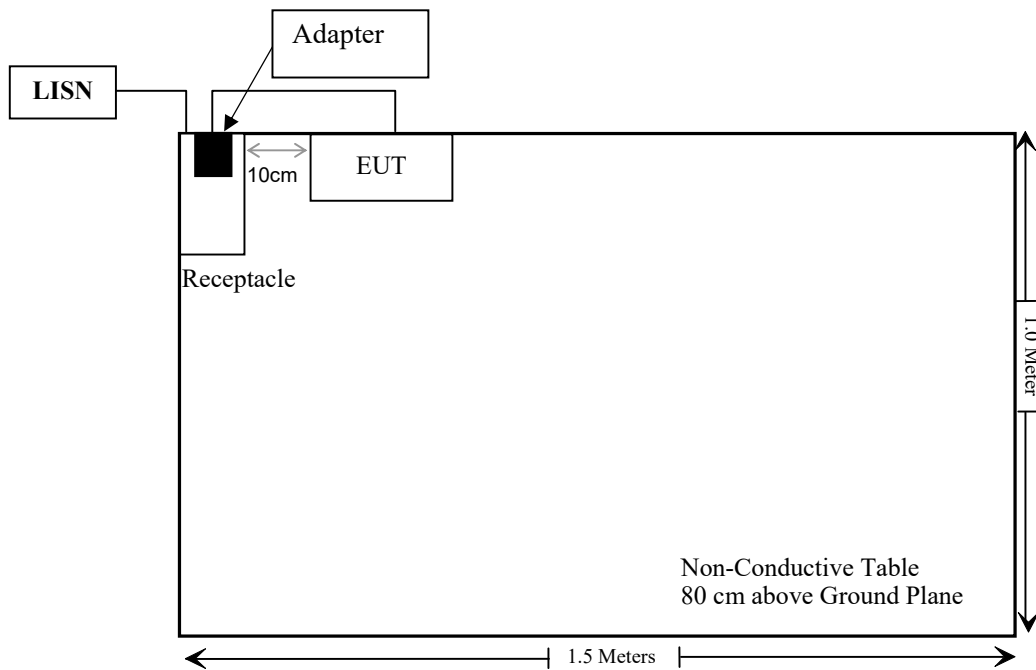 Adapter
LISN
EUT
10cm
Receptacle
1.0 Meter
Non-Conductive Table
80 cm above Ground Plane
1.5 Meters